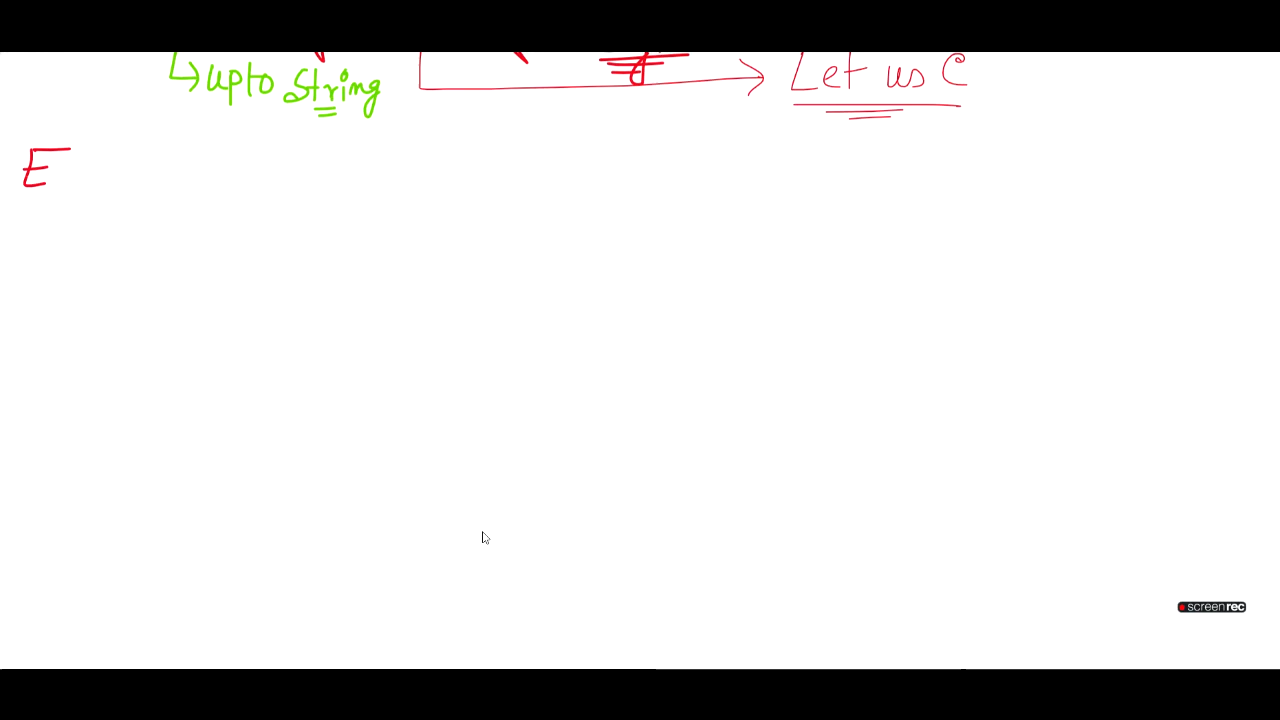 ↳ upto String
Let us C
E
screenrec